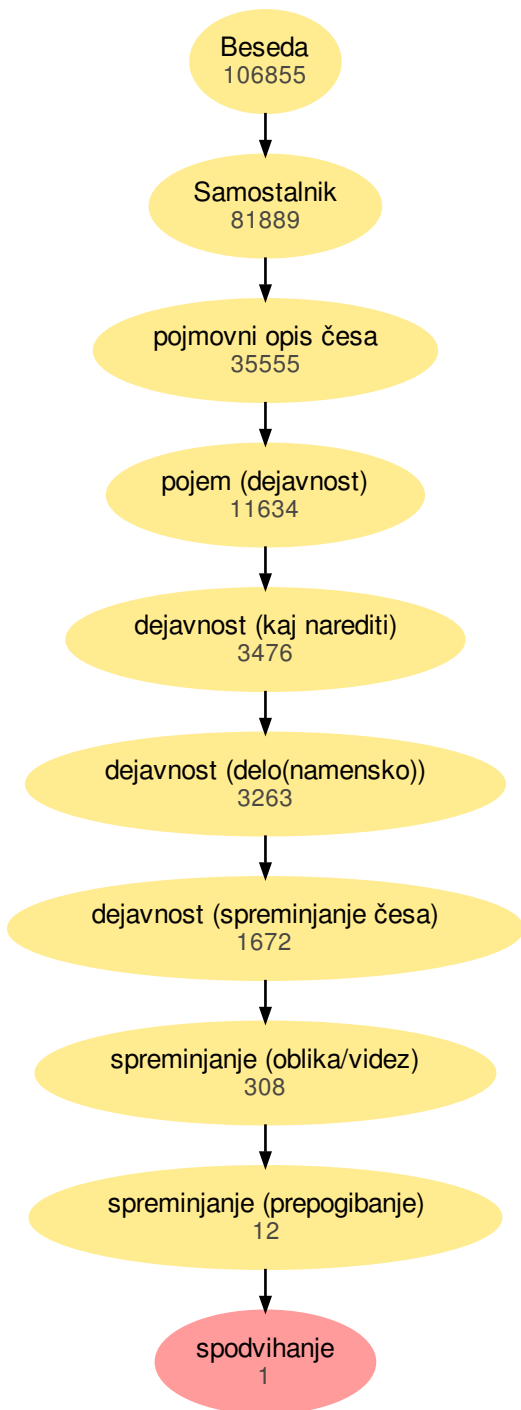 Beseda
106855
Samostalnik
81889
pojmovni opis česa
35555
pojem (dejavnost)
11634
dejavnost (kaj narediti)
3476
dejavnost (delo(namensko))
3263
dejavnost (spreminjanje česa)
1672
spreminjanje (oblika/videz)
308
spreminjanje (prepogibanje)
12
spodvihanje
1